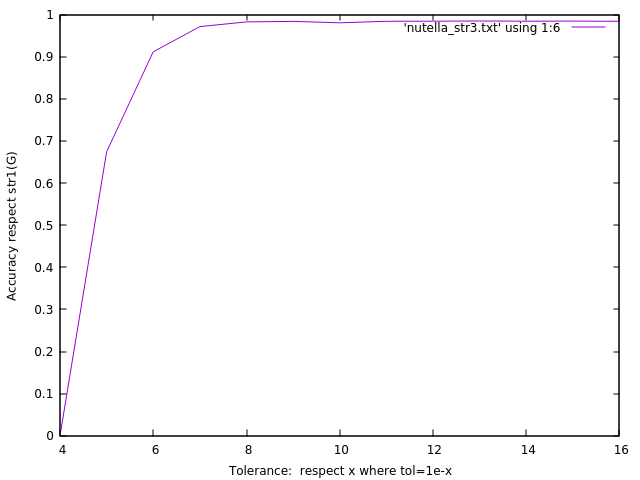 1
0.9
0.8
0.7
0.6
0.5
0.4
0.3
0.2
0.1
0
4 6 8 10 12 14 16
Accuracy respect str1(G)
'nutella_str3.txt' using 1:6
Tolerance:  respect x where tol=1e-x